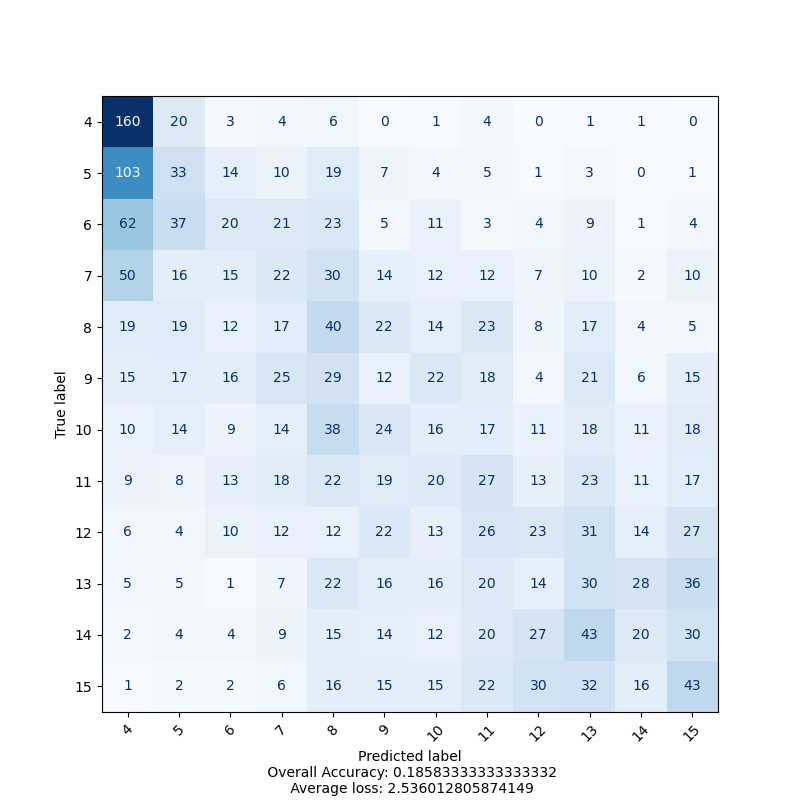 4 160 20 3 4 6 0 1 4 0 1 1 0
5 103 33 14 10 19 7 4 5 1 3 0 1
6 62 37 20 21 23 5 11 3 4 9 1 4
7 50 16 15 22 30 14 12 12 7 10 2 10
8 19 19 12 17 40 22 14 23 8 17 4 5
9 15 17 16 25 29 12 22 18 4 21 6 15
True label
10 10 14 9 14 38 24 16 17 11 18 11 18
11 9 8 13 18 22 19 20 27 13 23 11 17
12 6 4 10 12 12 22 13 26 23 31 14 27
13 5 5 1 7 22 16 16 20 14 30 28 36
14 2 4 4 9 15 14 12 20 27 43 20 30
15 1 2 2 6 16 15 15 22 30 32 16 43
4 5 6 7 8 9 10 11 12 13 14 15
Predicted label
Overall Accuracy: 0.18583333333333332
Average loss: 2.536012805874149